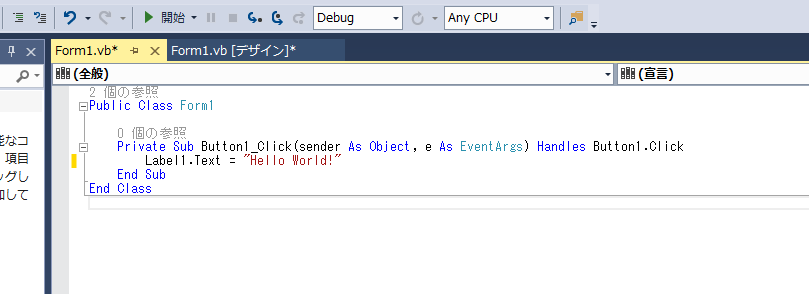 開始 Debug Any CPU
Form1.vb* Form1.vb [デザイン]*
(全般) (宣言)
2 個の参照
Public Class Form1
0 個の参照
能なコ
Private Sub Button1_Click(sender As Object, e As EventArgs) Handles Button1.Click
項目
Label1.Text = "Hello World!"
ッグし
End Sub
加して
End Class